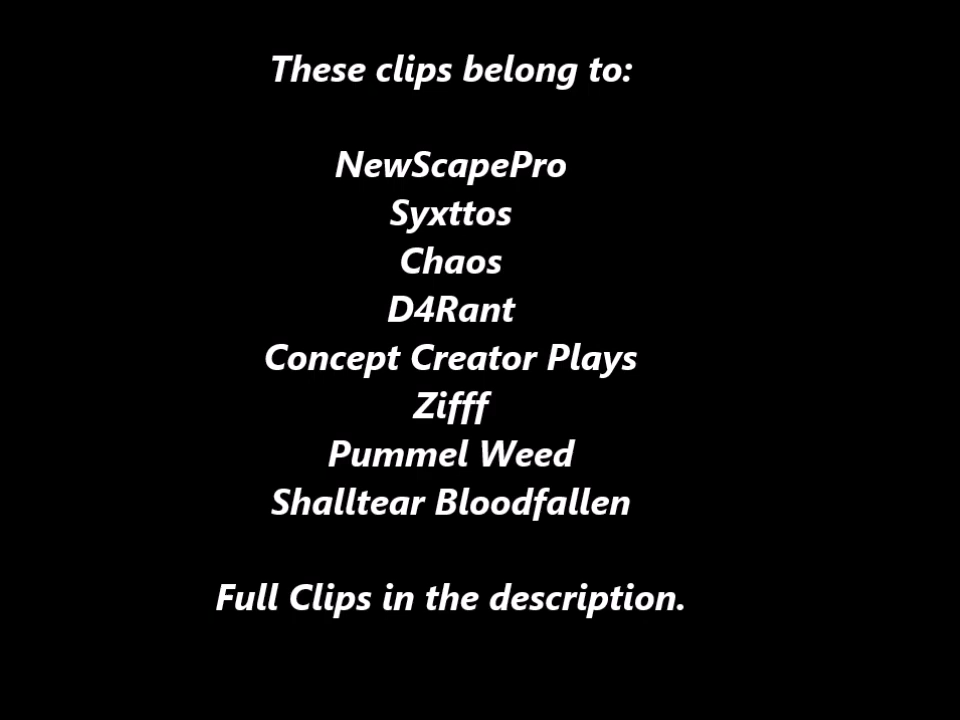 These clips belong to:
NewScapePro
Syxttos
Chaos
D4Rant
Concept Creator Plays
Zifff
Pummel Weed
Shalltear Bloodfallen
Full Clips in the description.